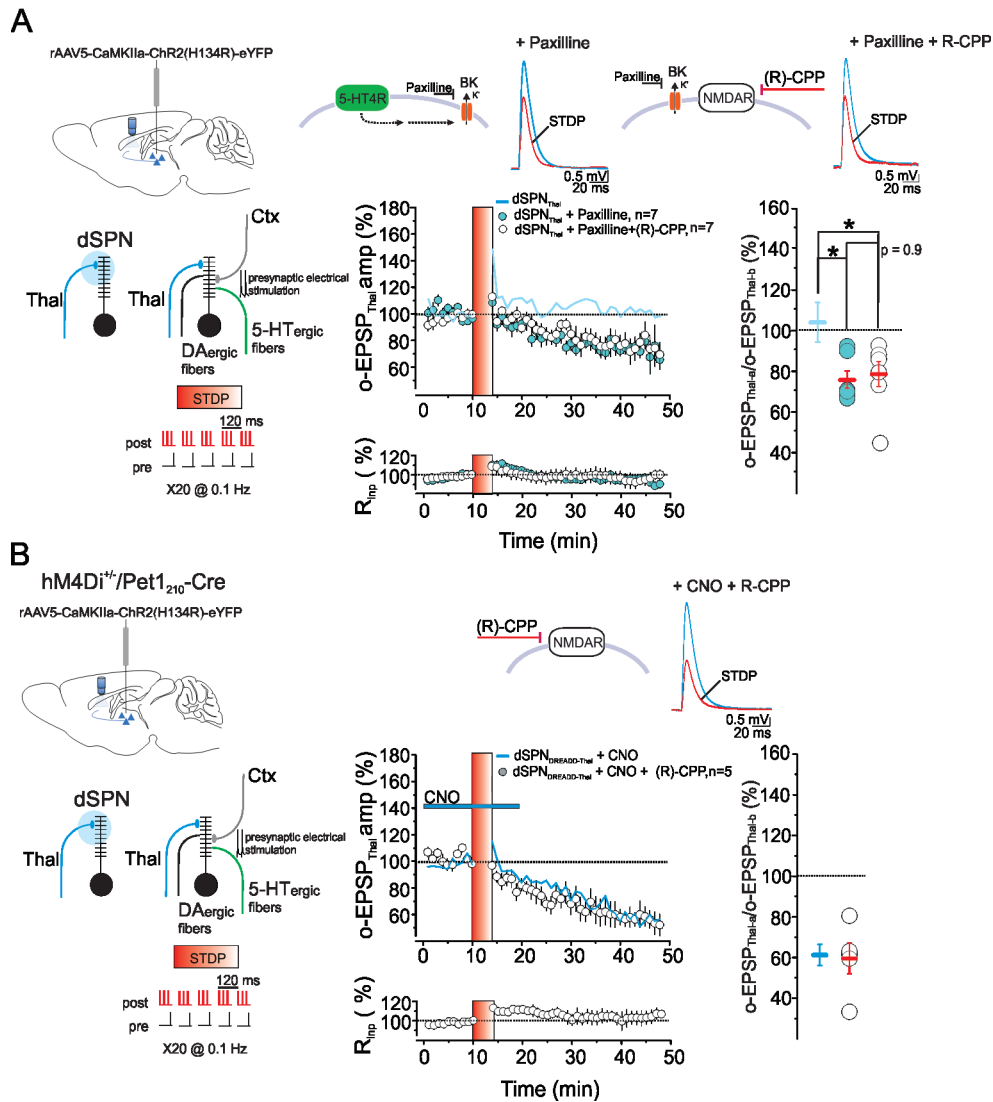 A
rAAV5-CaMKIIa-ChR2(H134R)-eYFP
+ Paxilline
+ Paxilline + R-CPP
Paxilline
BK
K+
5-HT4R
STDP
0.5 mV
20 ms
Paxilline
BK
K+
NMDAR
(R)-CPP
STDP
0.5 mV
20 ms
dSPN
Thal
Ctx
Thal
presynaptic electrical
stimulation
DAergic
fibers
5-HTergic
fibers
STDP
120 ms
post
pre
X20 @ 0.1 Hz
dSPNThal
dSPNThal + Paxilline, n=7
dSPNThal + Paxilline+(R)-CPP, n=7
o-EPSPThal amp (%)
180
160
140
120
100
80
60
0 10 20 30 40 50
RInp (%)
120
100
0 10 20 30 40 50
Time (min)
o-EPSPThal-a/o-EPSPThal-b (%)
160
140
120
100
80
60
40
*
*
p = 0.9
B
hM4Di+/-/Pet1210-Cre
rAAV5-CaMKIIa-ChR2(H134R)-eYFP
+ CNO + R-CPP
(R)-CPP
NMDAR
STDP
0.5 mV
20 ms
dSPN
Thal
Ctx
Thal
presynaptic electrical
stimulation
DAergic
fibers
5-HTergic
fibers
STDP
120 ms
post
pre
X20 @ 0.1 Hz
dSPNDREADD-Thal + CNO
dSPNDREADD-Thal + CNO + (R)-CPP,n=5
CNO
o-EPSPThal amp (%)
180
160
140
120
100
80
60
0 10 20 30 40 50
RInp (%)
120
100
0 10 20 30 40 50
Time (min)
o-EPSPThal-a/o-EPSPThal-b (%)
160
140
120
100
80
60
40